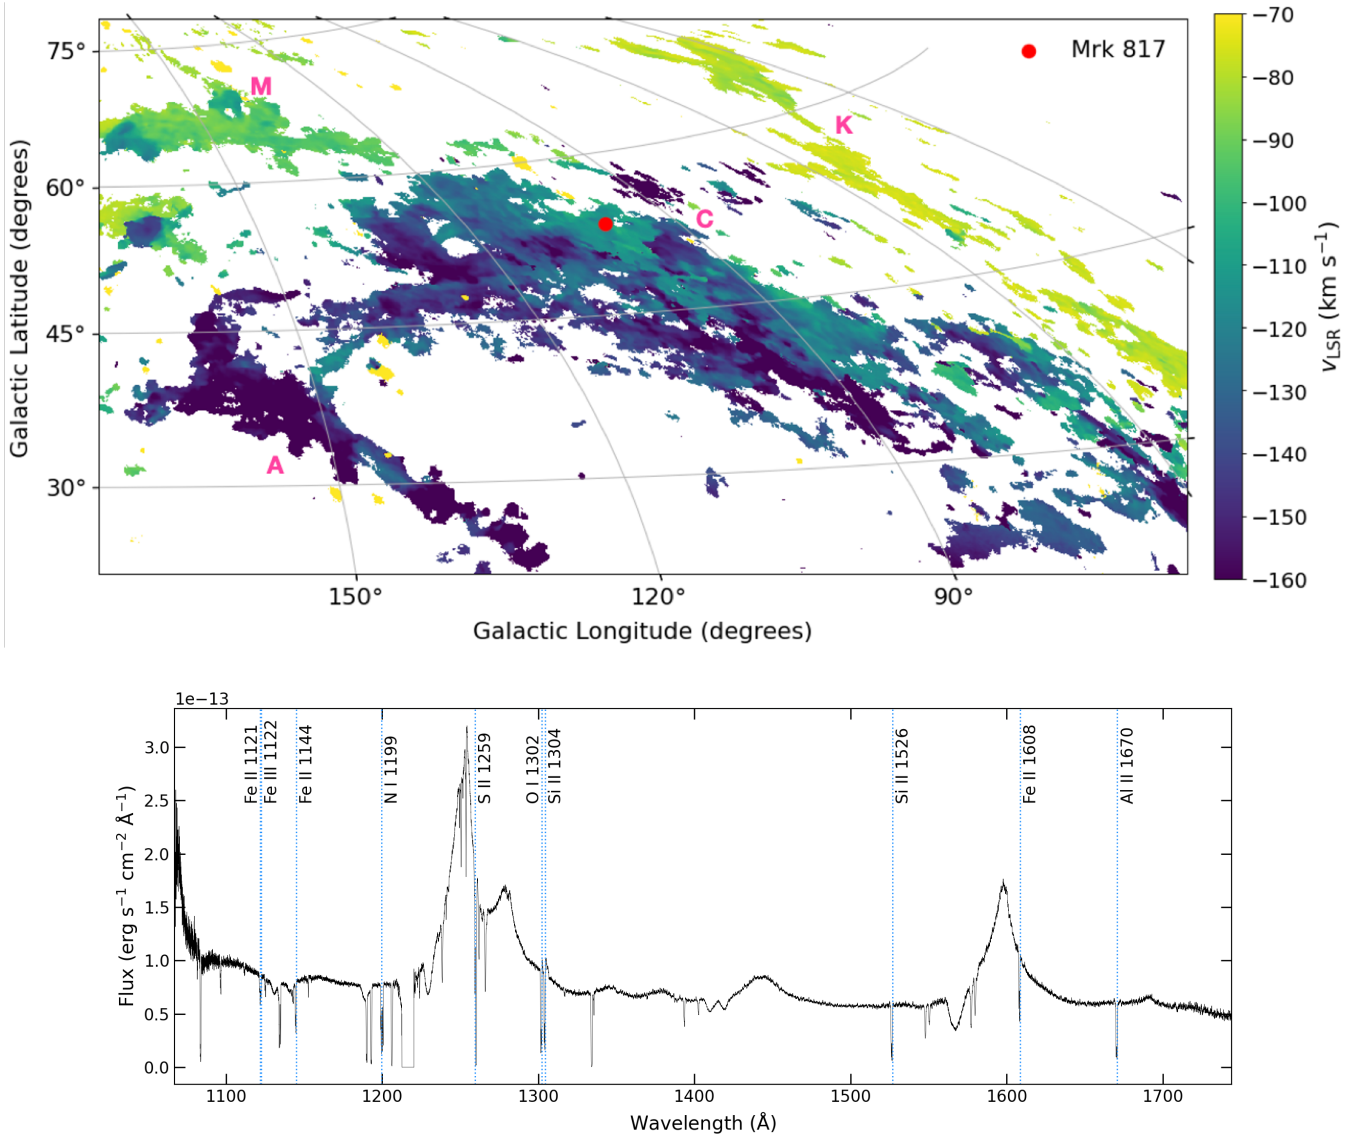 75°
60°
45°
30°
Galactic Latitude (degrees)
M
K
C
A
Mrk 817
150°
120°
90°
Galactic Longitude (degrees)
−70
−80
−90
−100
−110
−120
−130
−140
−150
−160
vLSR (km s−1)
1e−13
3.0
2.5
2.0
1.5
1.0
0.5
0.0
Flux (erg s−1 cm−2 Å−1)
Fe II 1121
Fe III 1122
Fe II 1144
N I 1199
S II 1259
O I 1302
Si II 1304
Si II 1526
Fe II 1608
Al II 1670
1100
1200
1300
1400
1500
1600
1700
Wavelength (Å)